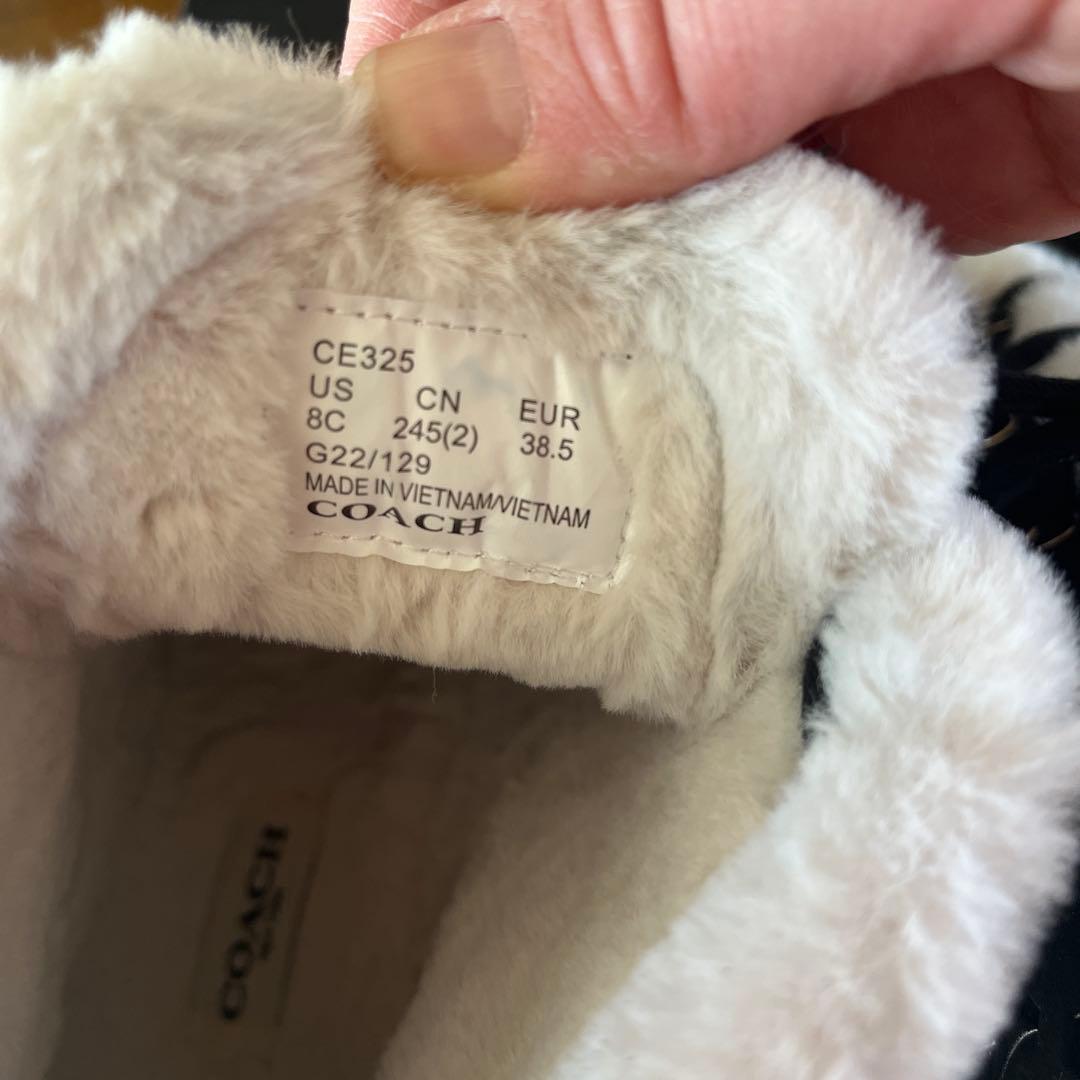 CE325
US CN EUR
8C 245(2) 38.5
G22/129
MADE IN VIETNAM/VIETNAM
COACH
COACH